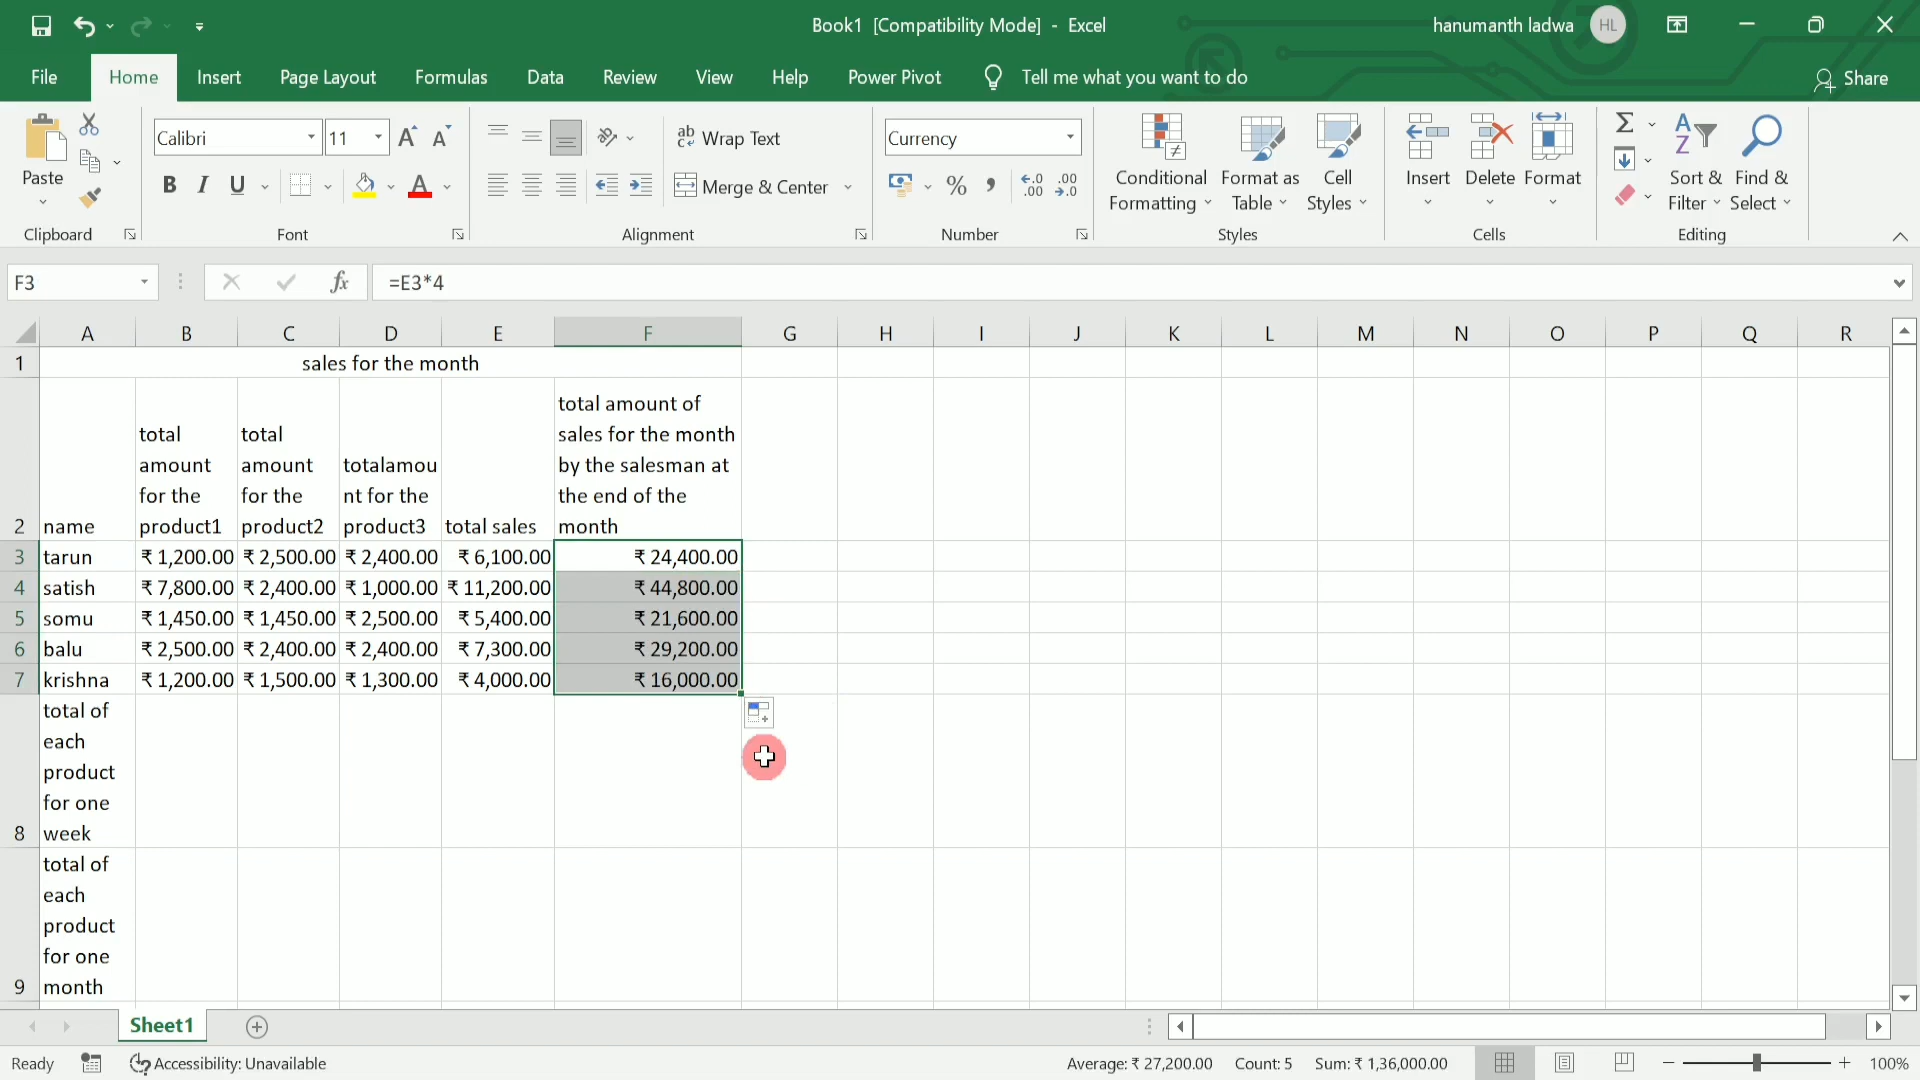 Book1 [Compatibility Mode] - Excel
hanumanth ladwa HL
File Home Insert Page Layout Formulas Data Review View Help Power Pivot Tell me what you want to do Share
Paste
Clipboard
Calibri 11
B I U
Font
Wrap Text
Merge & Center
Alignment
Currency
Number
Conditional Formatting
Format as Table
Cell Styles
Styles
Insert Delete Format
Cells
Sort & Filter
Find & Select
Editing
F3 fx =E3*4
A B C D E F G H I J K L M N O P Q R
1 sales for the month
2 name
total
amount
for the
product1
total
amount
for the
product2
totalamou
nt for the
product3
total sales
total amount of
sales for the month
by the salesman at
the end of the
month
3 tarun ₹ 1,200.00 ₹ 2,500.00 ₹ 2,400.00 ₹ 6,100.00 ₹ 24,400.00
4 satish ₹ 7,800.00 ₹ 2,400.00 ₹ 1,000.00 ₹ 11,200.00 ₹ 44,800.00
5 somu ₹ 1,450.00 ₹ 1,450.00 ₹ 2,500.00 ₹ 5,400.00 ₹ 21,600.00
6 balu ₹ 2,500.00 ₹ 2,400.00 ₹ 2,400.00 ₹ 7,300.00 ₹ 29,200.00
7 krishna ₹ 1,200.00 ₹ 1,500.00 ₹ 1,300.00 ₹ 4,000.00 ₹ 16,000.00
total of
each
product
for one
8 week
total of
each
product
for one
9 month
Sheet1
Ready Accessibility: Unavailable Average: ₹ 27,200.00 Count: 5 Sum: ₹ 1,36,000.00 100%